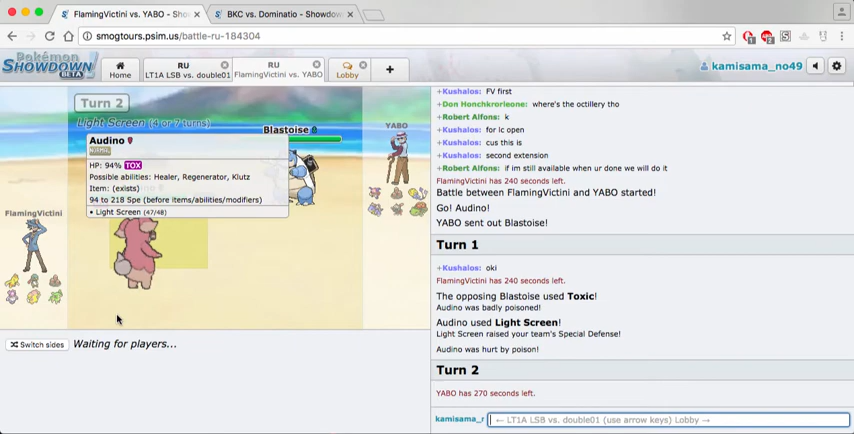 FlamingVictini vs. YABO - Sho
BKC vs. Dominatio - Showdow
smogtours.psim.us/battle-ru-184304
Pokémon
SHOWDOWN!
BETA
Home
RU
LT1A LSB vs. double01
RU
FlamingVictini vs. YABO
Lobby
kamisama_no49
Turn 2
Light Screen (4 or 7 turns)
Blastoise
Audino
HP: 94% TOX
Possible abilities: Healer, Regenerator, Klutz
Item: (exists)
94 to 218 Spe (before items/abilities/modifiers)
• Light Screen (47/48)
YABO
FlamingVictini
Switch sides
Waiting for players...
+Kushalos: FV first
+Don Honchkrorleone: where's the octillery tho
+Robert Alfons: k
+Kushalos: for lc open
+Kushalos: cus this is
+Kushalos: second extension
+Robert Alfons: if im still available when ur done we will do it
FlamingVictini has 240 seconds left.
Battle between FlamingVictini and YABO started!
Go! Audino!
YABO sent out Blastoise!
Turn 1
+Kushalos: oki
FlamingVictini has 240 seconds left.
The opposing Blastoise used Toxic!
Audino was badly poisoned!
Audino used Light Screen!
Light Screen raised your team's Special Defense!
Audino was hurt by poison!
Turn 2
YABO has 270 seconds left.
kamisama_r
← LT1A LSB vs. double01 (use arrow keys) Lobby →